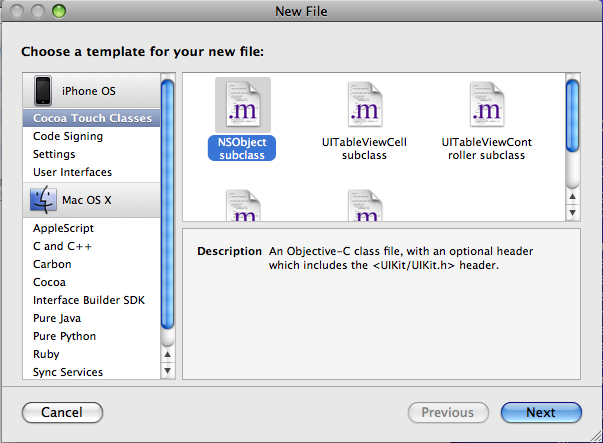 New File
Choose a template for your new file:
iPhone OS
Cocoa Touch Classes
Code Signing
Settings
User Interfaces
Mac OS X
AppleScript
C and C++
Carbon
Cocoa
Interface Builder SDK
Pure Java
Pure Python
Ruby
Sync Services
.m
NSObject
subclass
.m
UITableViewCell
subclass
.m
UITableViewCont
roller subclass
.m
.m
Description An Objective-C class file, with an optional header
which includes the <UIKit/UIKit.h> header.
Cancel
Previous
Next